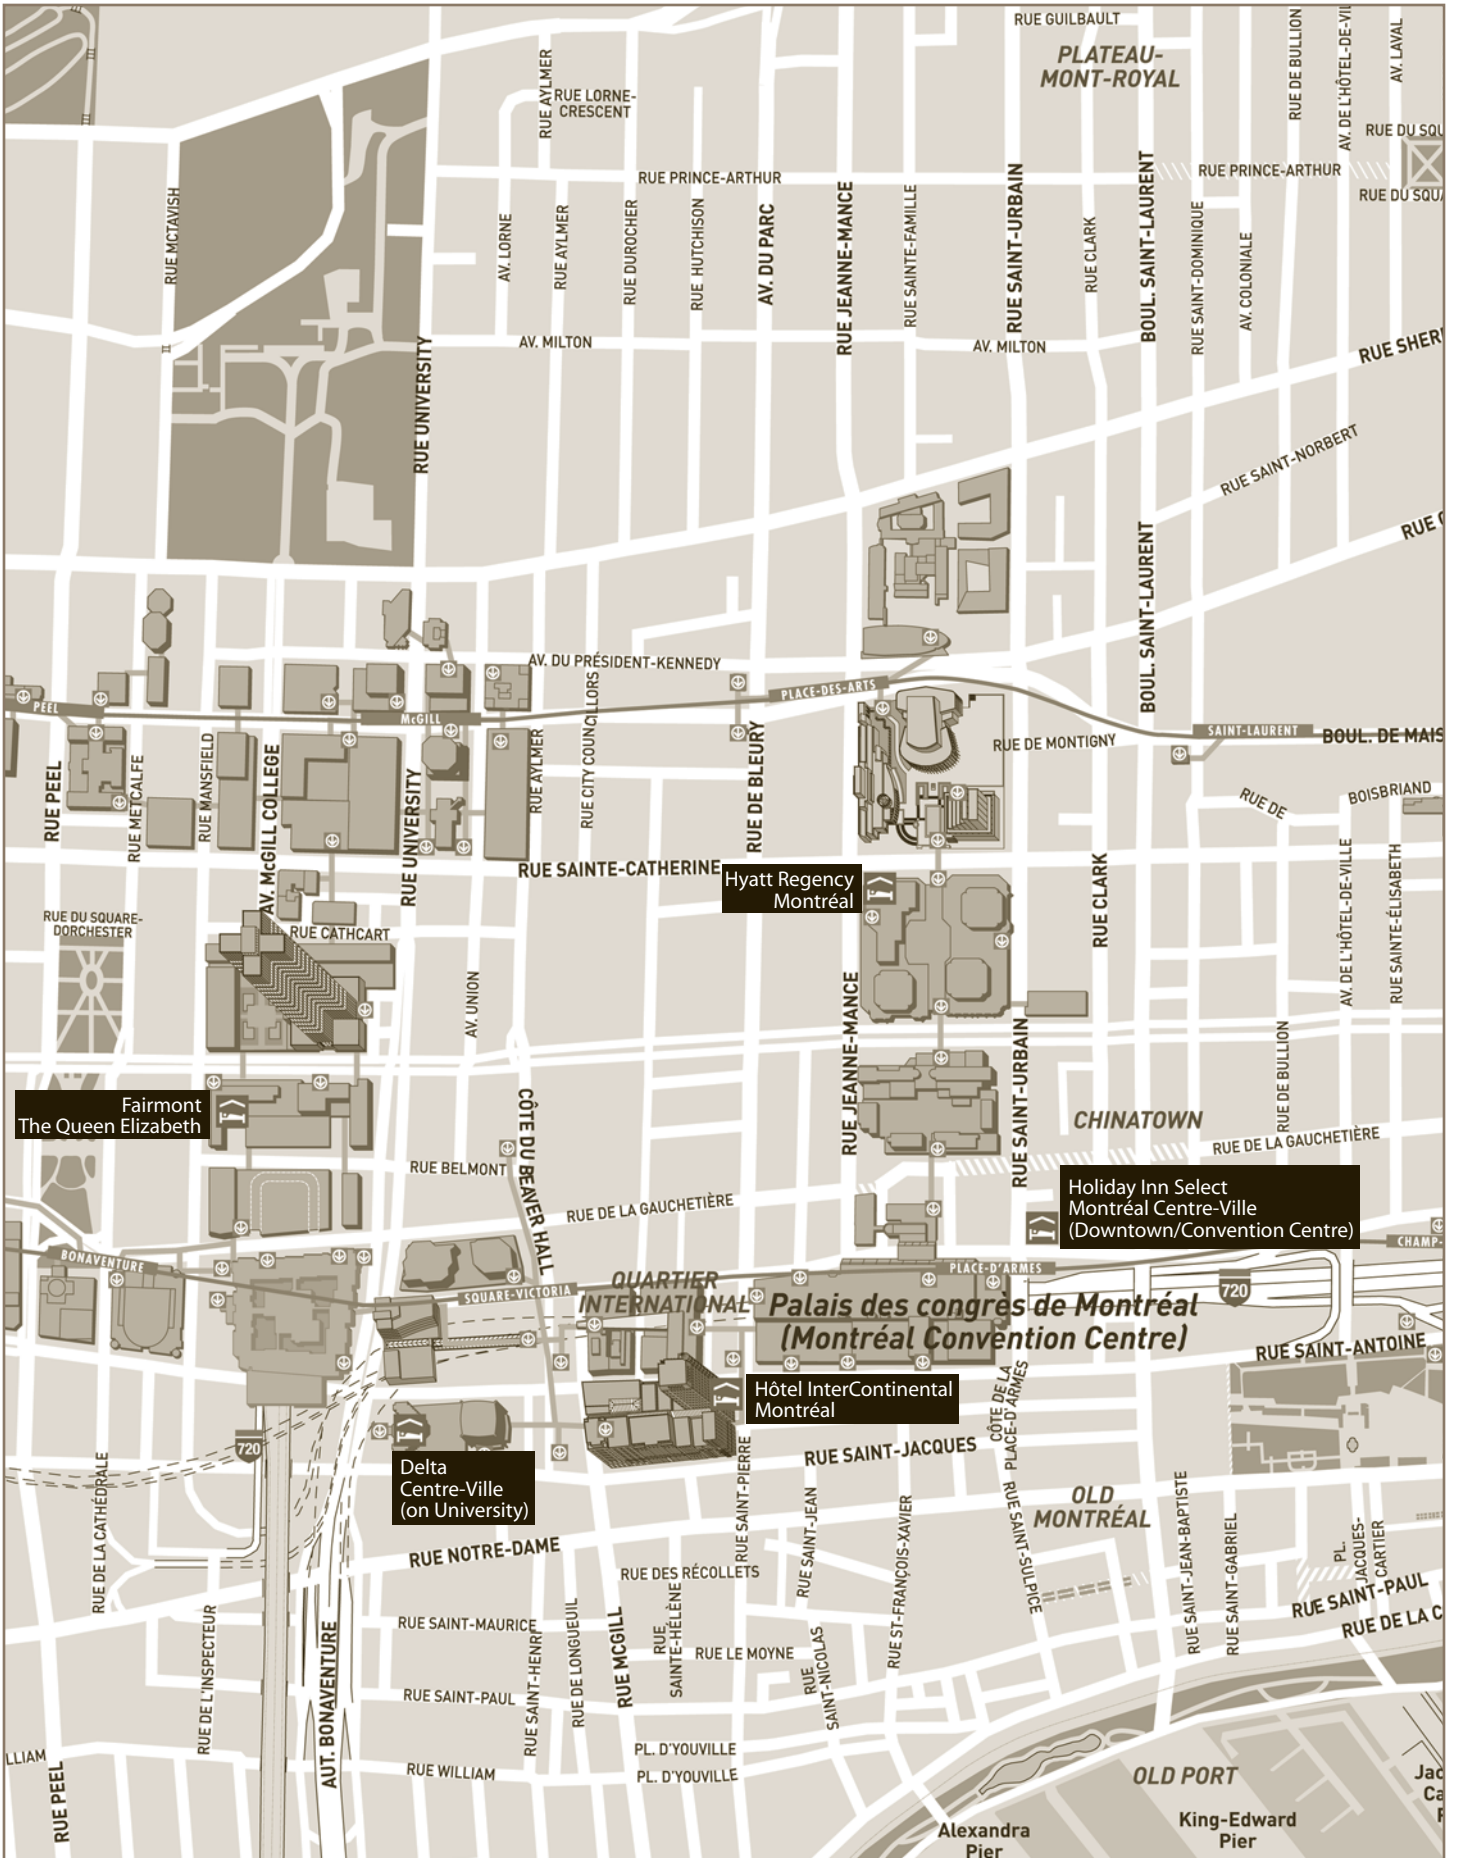 RUE GUILBAULT
PLATEAU-
MONT-ROYAL
RUE DE BULLION
AV. LAVAL
RUE AYLMER
RUE LORNE-
CRESCENT
RUE PRINCE-ARTHUR
RUE PRINCE-ARTHUR
RUE MCTAVISH
AV. LORNE
RUE AYLMER
RUE DUROCHER
RUE HUTCHISON
AV. DU PARC
RUE JEANNE-MANCE
RUE SAINTE-FAMILLE
RUE SAINT-URBAIN
RUE CLARK
BOUL. SAINT-LAURENT
RUE SAINT-DOMINIQUE
AV. COLONIALE
AV. MILTON
AV. MILTON
RUE UNIVERSITY
RUE SHER
RUE SAINT-NORBERT
BOUL. SAINT-LAURENT
AV. DU PRÉSIDENT-KENNEDY
PEEL
McGILL
PLACE-DES-ARTS
SAINT-LAURENT
BOUL. DE MAIS
RUE DE MONTIGNY
RUE PEEL
RUE METCALFE
RUE MANSFIELD
AV. McGILL COLLEGE
RUE UNIVERSITY
RUE AYLMER
RUE CITY COUNCILLORS
RUE DE BLEURY
RUE DE
BOISBRIAND
RUE SAINTE-CATHERINE
Hyatt Regency
Montréal
RUE CLARK
AV. DE L'HÔTEL-DE-VILLE
RUE SAINTE-ÉLISABETH
RUE DU SQUARE-
DORCHESTER
RUE CATHCART
AV. UNION
RUE JEANNE-MANCE
RUE SAINT-URBAIN
RUE DE BULLION
Fairmont
The Queen Elizabeth
CÔTE DU BEAVER HALL
CHINATOWN
RUE DE LA GAUCHETIÈRE
RUE BELMONT
RUE DE LA GAUCHETIÈRE
Holiday Inn Select
Montréal Centre-Ville
(Downtown/Convention Centre)
BONAVENTURE
SQUARE-VICTORIA
PLACE-D'ARMES
CHAMP-
QUARTIER
INTERNATIONAL
720
Palais des congrès de Montréal
(Montréal Convention Centre)
RUE SAINT-ANTOINE
Hôtel InterContinental
Montréal
CÔTE DE LA
PLACE-D'ARMES
720
RUE SAINT-JACQUES
Delta
Centre-Ville
(on University)
RUE DE LA CATHÉDRALE
RUE SAINT-PIERRE
RUE SAINT-JEAN
RUE ST-FRANÇOIS-XAVIER
RUE SAINT-SULPICE
OLD
MONTRÉAL
RUE SAINT-JEAN-BAPTISTE
RUE SAINT-GABRIEL
PL.
JACQUES-
CARTIER
RUE NOTRE-DAME
RUE DES RÉCOLLETS
RUE SAINT-PAUL
RUE DE LA C
RUE DE L'INSPECTEUR
AUT. BONAVENTURE
RUE SAINT-MAURICE
RUE SAINT-HENRI
RUE DE LONGUEUIL
RUE MCGILL
RUE
SAINTE-HÉLÈNE
RUE LE MOYNE
RUE
SAINT-NICOLAS
RUE SAINT-PAUL
PL. D'YOUVILLE
PL. D'YOUVILLE
LLIAM
RUE PEEL
RUE WILLIAM
OLD PORT
King-Edward
Pier
Alexandra
Pier